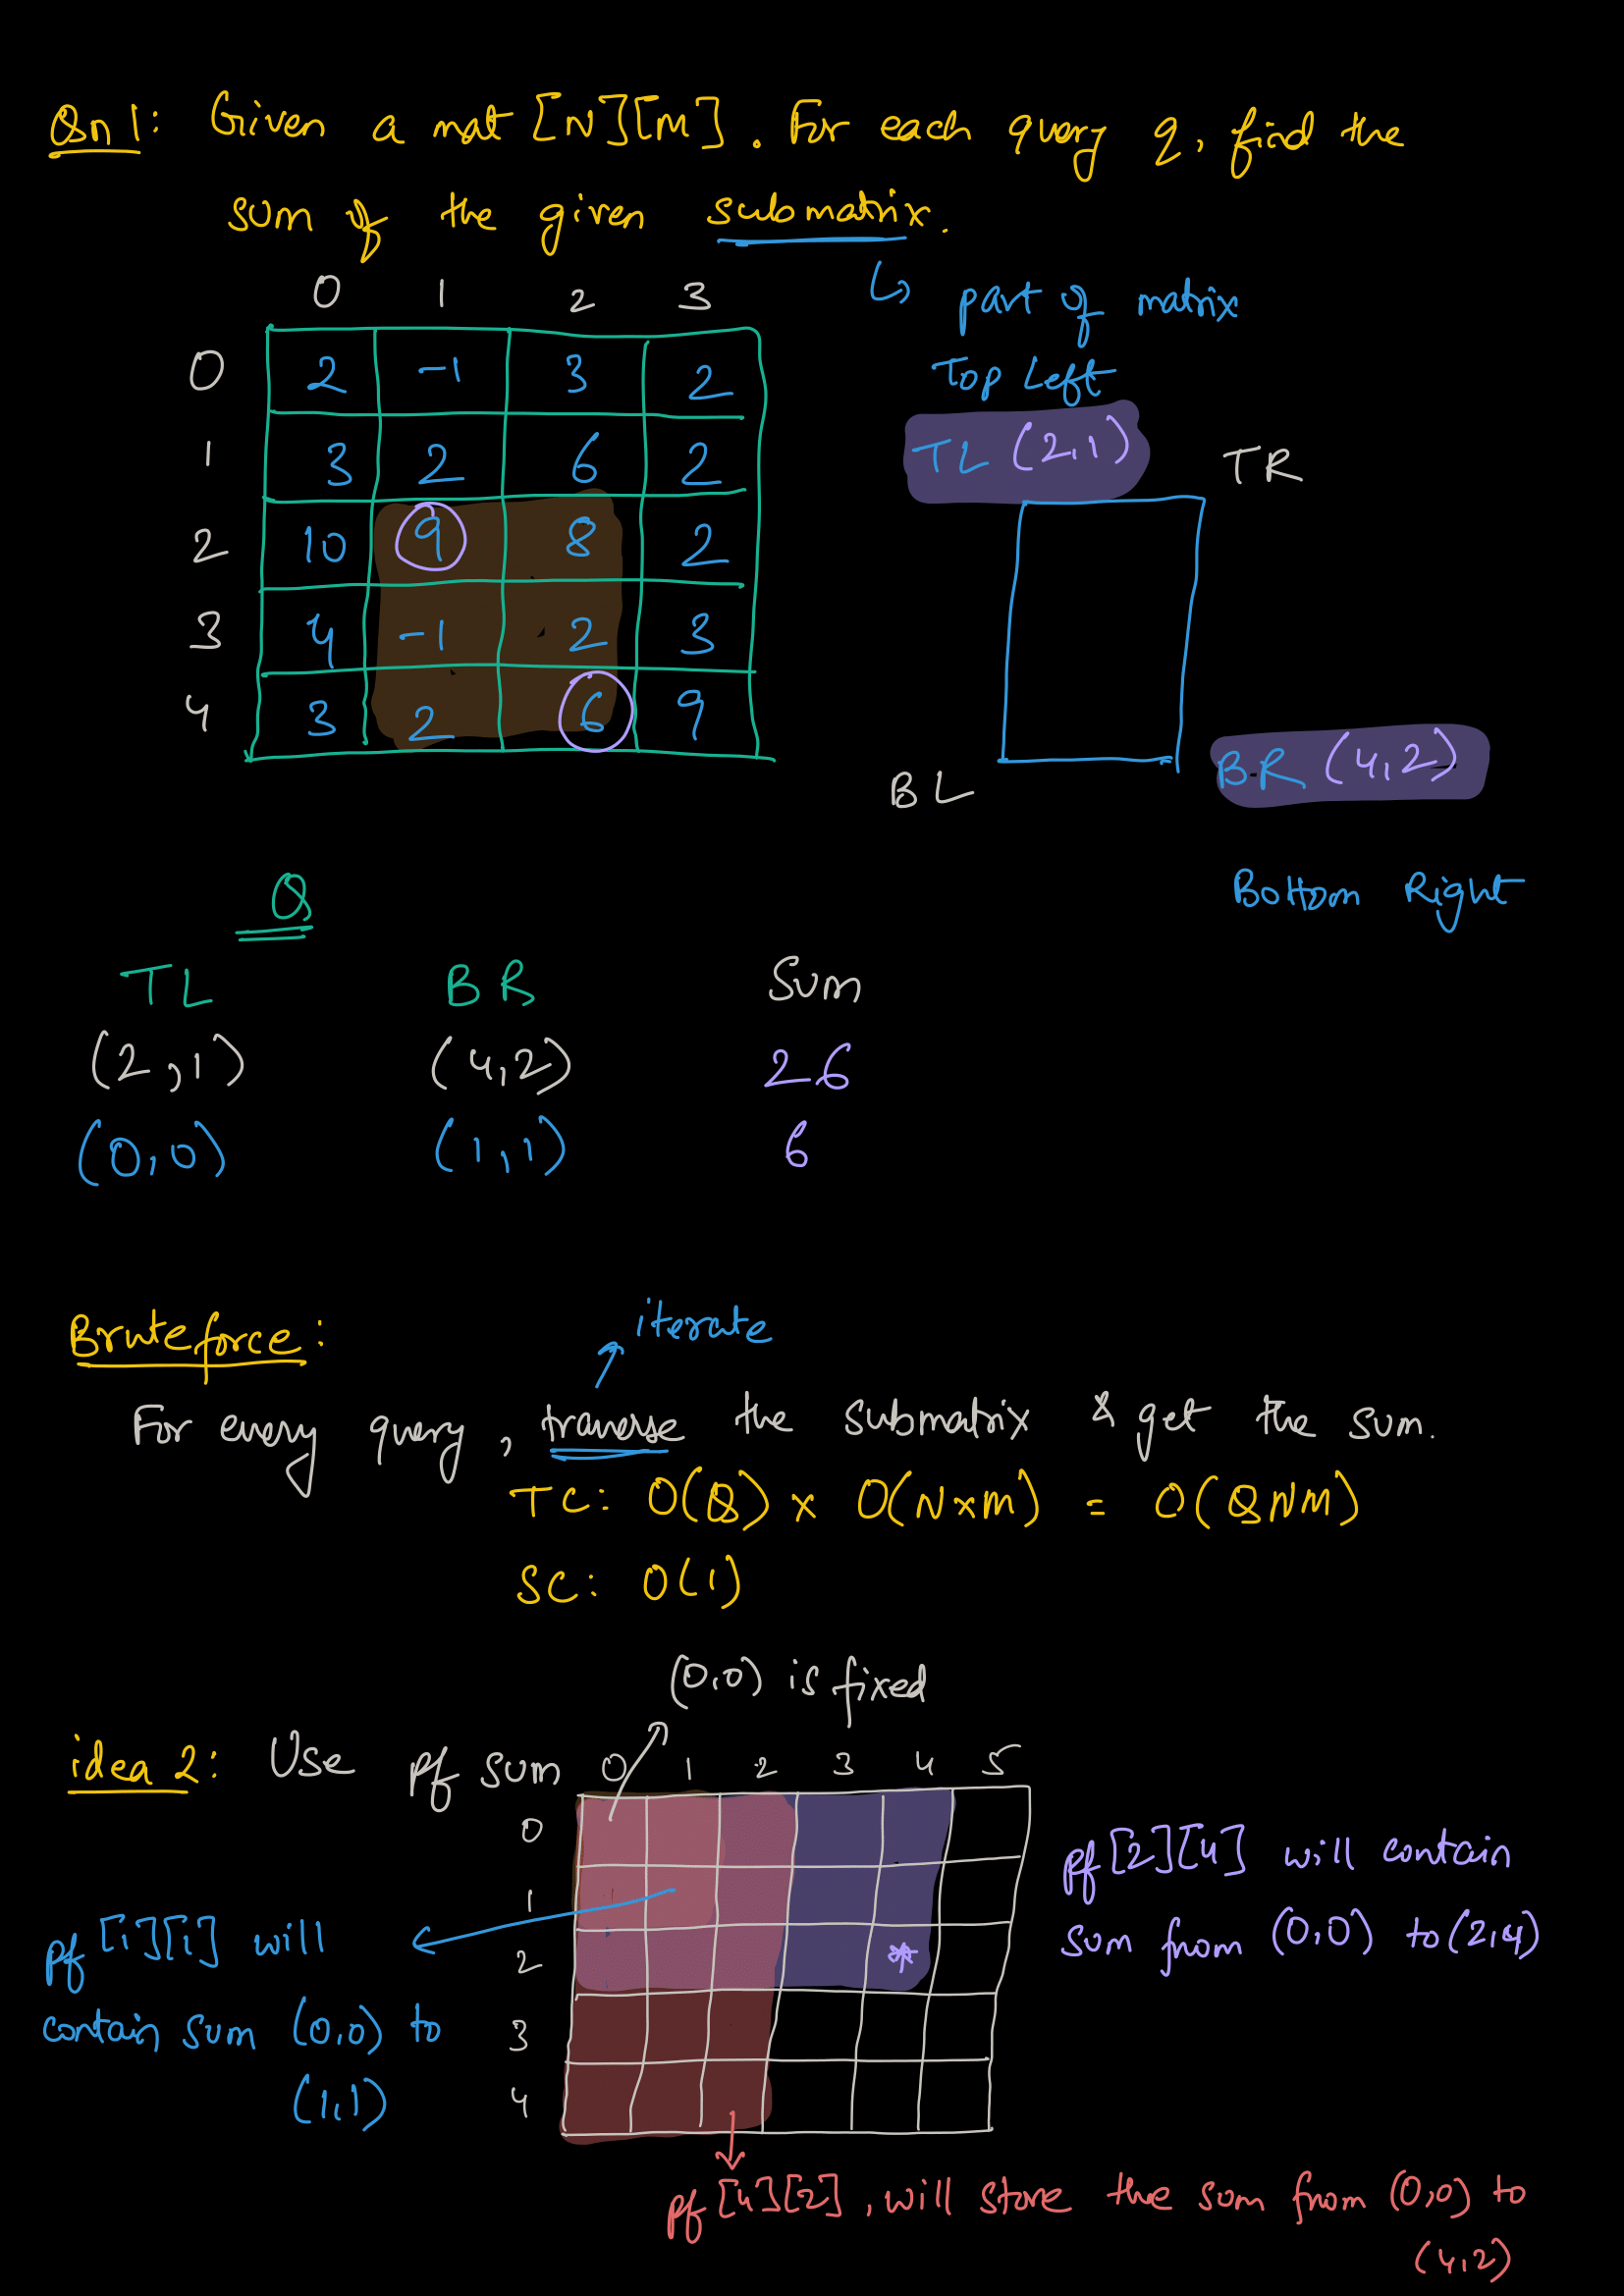 Qn 1: Given a mat [N][M]. For each query q, find the
sum of the given submatrix.
↳ part of matrix
0 1 2 3
0 2 -1 3 2
1 3 2 6 2
2 10 9 8 2
3 4 -1 2 3
4 3 2 6 9
Top Left
TL (2,1) TR
BL BR (4,2)
Bottom Right
Q
TL BR Sum
(2,1) (4,2) 26
(0,0) (1,1) 6
Bruteforce:
iterate
For every query, traverse the submatrix & get the sum.
TC: O(Q) x O(NxM) = O(QNM)
SC: O(1)
(0,0) is fixed
idea 2: Use pf sum
0 1 2 3 4 5
0
1
2 *
3
4
pf[2][4] will contain
sum from (0,0) to (2,4)
pf[1][1] will
contain sum (0,0) to
(1,1)
pf[4][2], will store the sum from (0,0) to
(4,2)